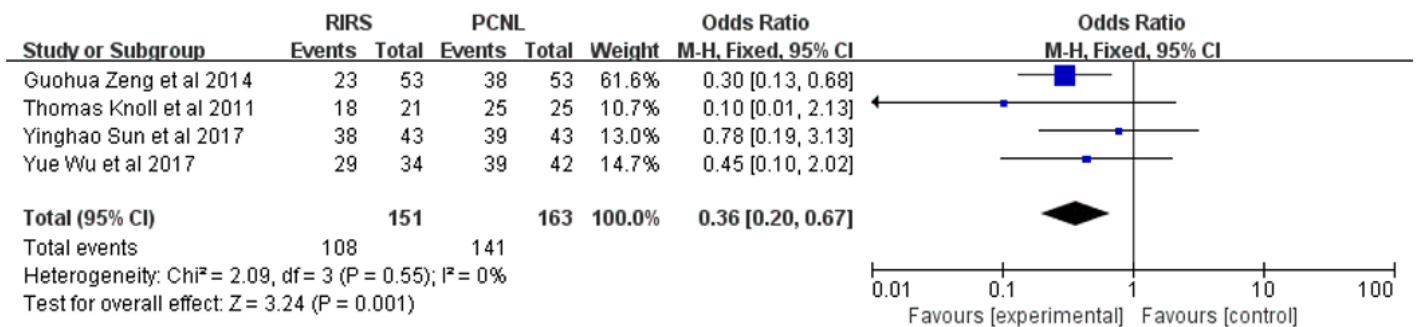 RIRS PCNL Odds Ratio Odds Ratio
Study or Subgroup Events Total Events Total Weight M-H, Fixed, 95% CI M-H, Fixed, 95% CI
Guohua Zeng et al 2014 23 53 38 53 61.6% 0.30 [0.13, 0.68]
Thomas Knoll et al 2011 18 21 25 25 10.7% 0.10 [0.01, 2.13]
Yinghao Sun et al 2017 38 43 39 43 13.0% 0.78 [0.19, 3.13]
Yue Wu et al 2017 29 34 39 42 14.7% 0.45 [0.10, 2.02]
Total (95% CI) 151 163 100.0% 0.36 [0.20, 0.67]
Total events 108 141
Heterogeneity: Chi² = 2.09, df = 3 (P = 0.55); I² = 0%
Test for overall effect: Z = 3.24 (P = 0.001)
0.01 0.1 1 10 100
Favours [experimental] Favours [control]